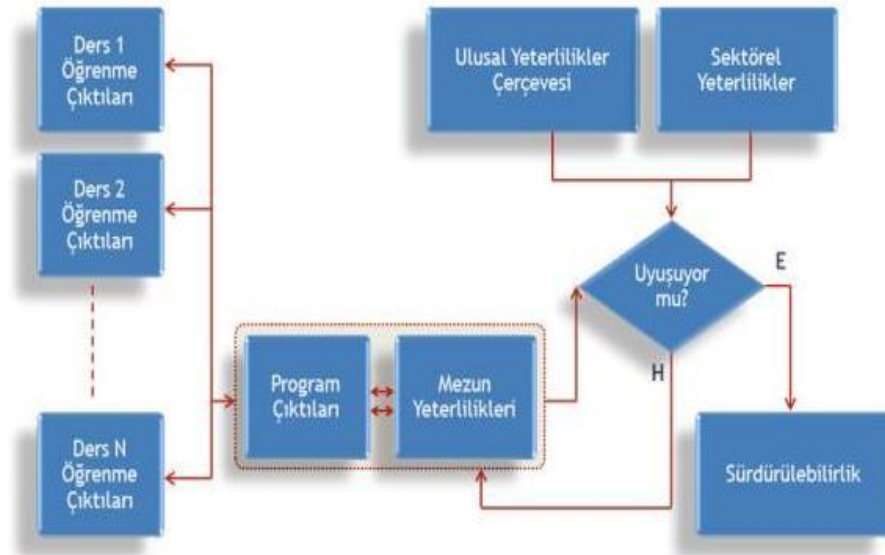 Ders 1
Öğrenme
Çıktıları
Ders 2
Öğrenme
Çıktıları
Ders N
Öğrenme
Çıktıları
Program
Çıktıları
Mezun
Yeterlilikleri
Ulusal Yeterlilikler
Çerçevesi
Sektörel
Yeterlilikler
Uyuşuyor
mu?
E
H
Sürdürülebilirlik